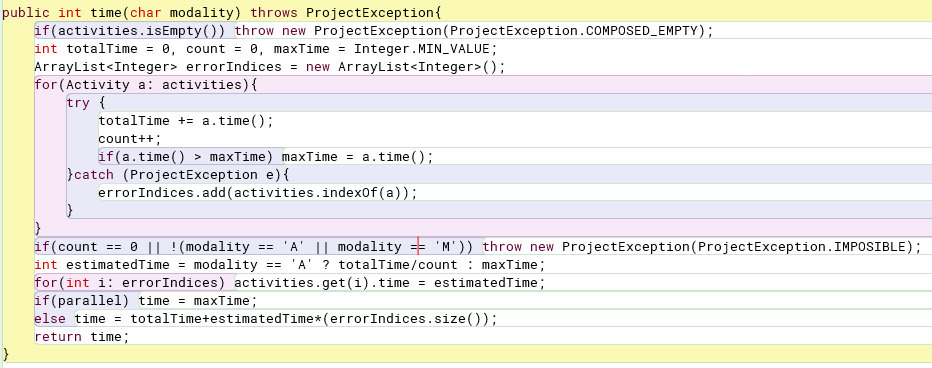 public int time(char modality) throws ProjectException{
if(activities.isEmpty()) throw new ProjectException(ProjectException.COMPOSED_EMPTY);
int totalTime = 0, count = 0, maxTime = Integer.MIN_VALUE;
ArrayList<Integer> errorIndices = new ArrayList<Integer>();
for(Activity a: activities){
try {
totalTime += a.time();
count++;
if(a.time() > maxTime) maxTime = a.time();
}catch (ProjectException e){
errorIndices.add(activities.indexOf(a));
}
}
if(count == 0 || !(modality == 'A' || modality == 'M')) throw new ProjectException(ProjectException.IMPOSIBLE);
int estimatedTime = modality == 'A' ? totalTime/count : maxTime;
for(int i: errorIndices) activities.get(i).time = estimatedTime;
if(parallel) time = maxTime;
else time = totalTime+estimatedTime*(errorIndices.size());
return time;
}